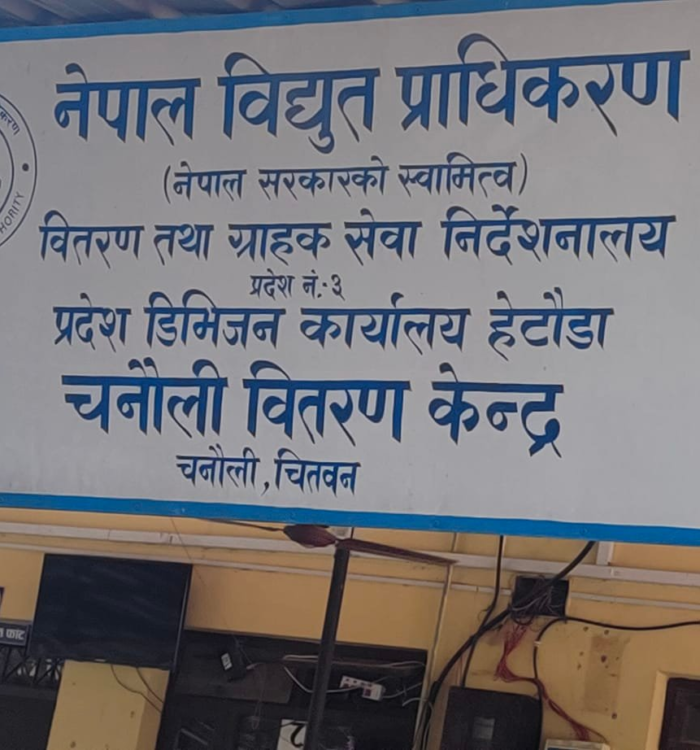 नेपाल विद्युत प्राधिकरण
(नेपाल सरकारको स्वामित्व)
वितरण तथा ग्राहक सेवा निर्देशनालय
प्रदेश नं.-३
प्रदेश डिभिजन कार्यालय हेटौडा
चनौली वितरण केन्द्र
चनौली, चितवन
फाट